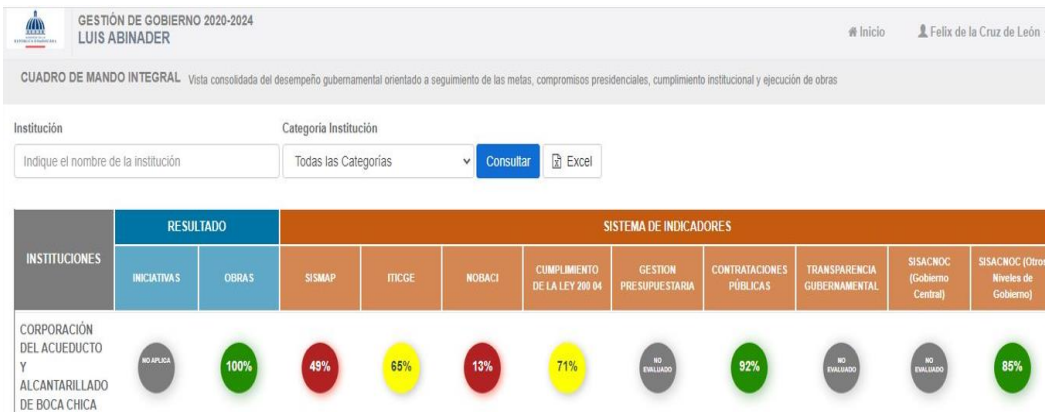 GESTIÓN DE GOBIERNO 2020-2024
LUIS ABINADER
Inicio
Felix de la Cruz de León
CUADRO DE MANDO INTEGRAL Vista consolidada del desempeño gubernamental orientado a seguimiento de las metas, compromisos presidenciales, cumplimiento institucional y ejecución de obras
Institución
Categoría Institución
Indique el nombre de la institución
Todas las Categorías
Consultar
Excel
INSTITUCIONES
RESULTADO
SISTEMA DE INDICADORES
INICIATIVAS
OBRAS
SISMAP
ITICGE
NOBACI
CUMPLIMIENTO
DE LA LEY 200 04
GESTION
PRESUPUESTARIA
CONTRATACIONES
PÚBLICAS
TRANSPARENCIA
GUBERNAMENTAL
SISACNOC
(Gobierno
Central)
SISACNOC (Otros
Niveles de
Gobierno)
CORPORACIÓN
DEL ACUEDUCTO
Y
ALCANTARILLADO
DE BOCA CHICA
NO APLICA
100%
49%
65%
13%
71%
NO
EVALUADO
92%
NO
EVALUADO
NO
EVALUADO
85%